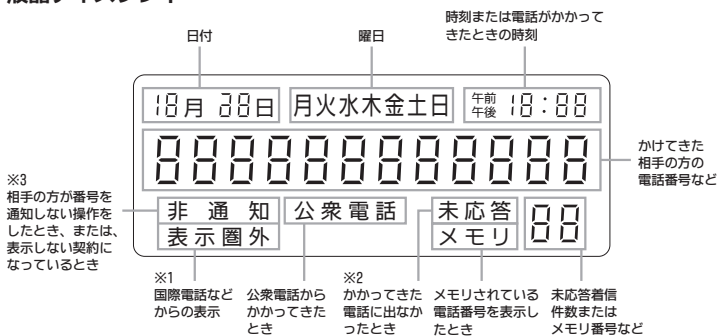 液晶ディスプレイ
時刻または電話がかかって
きたときの時刻
日付
曜日
18月 38日
月火水木金土日
午前
午後
18:88
888888888888
かけてきた
相手の方の
電話番号など
※3
相手の方が番号を
通知しない操作を
したとき、または、
表示しない契約に
なっているとき
非通知
公衆電話
未応答
88
表示圏外
メモリ
※1
国際電話など
からの表示
公衆電話から
かかってきた
とき
※2
かかってきた
電話に出なか
ったとき
メモリされている
電話番号を表示し
たとき
未応答着信
件数または
メモリ番号など